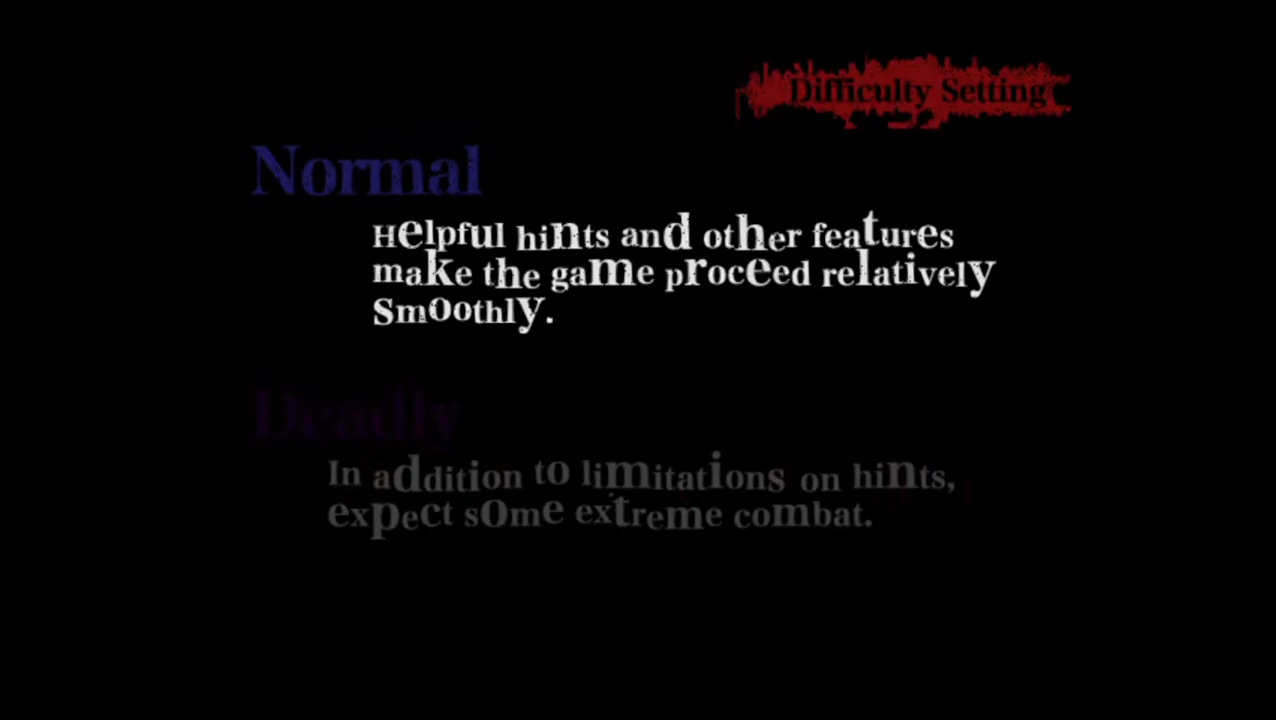 Difficulty Setting
Normal
Helpful hints and other features
make the game proceed relatively
Smoothly.
Deadly
In addition to limitations on hints,
expect some extreme combat.